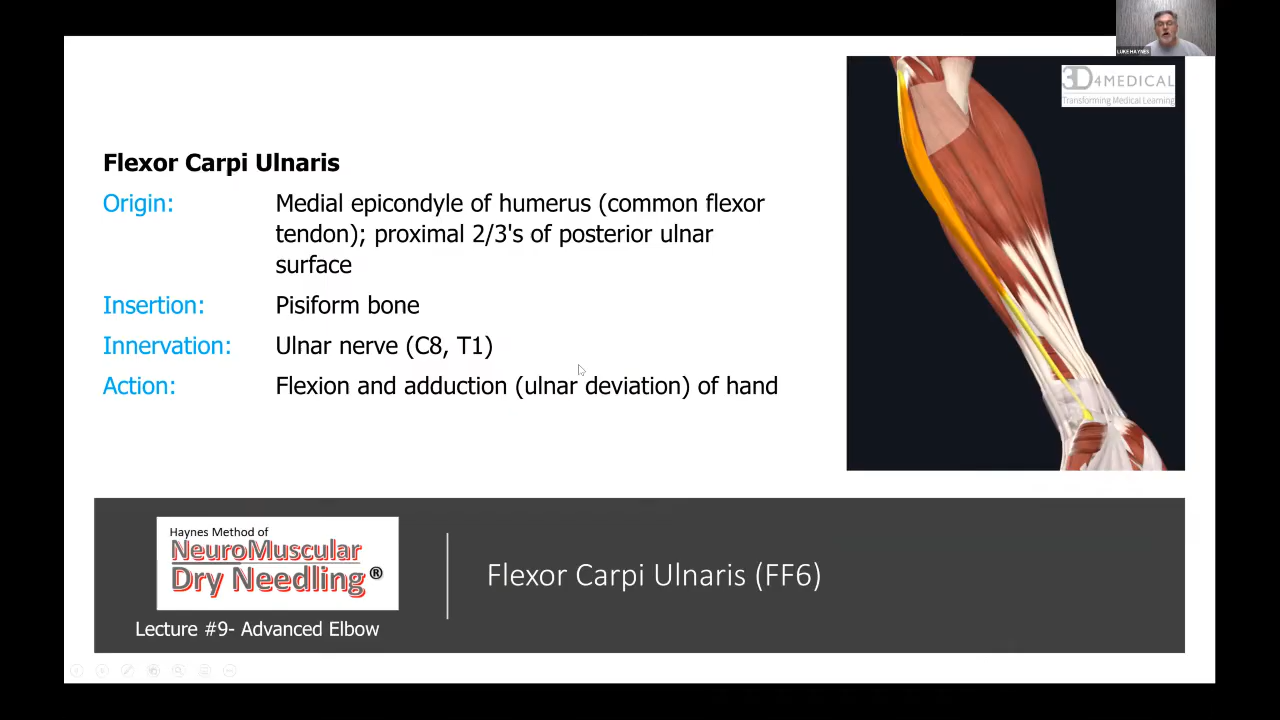 LUKE HAYNES
3D4MEDICAL
Transforming Medical Learning
Flexor Carpi Ulnaris
Origin: Medial epicondyle of humerus (common flexor
tendon); proximal 2/3's of posterior ulnar
surface
Insertion: Pisiform bone
Innervation: Ulnar nerve (C8, T1)
Action: Flexion and adduction (ulnar deviation) of hand
Haynes Method of
NeuroMuscular
Dry Needling®
Flexor Carpi Ulnaris (FF6)
Lecture #9- Advanced Elbow